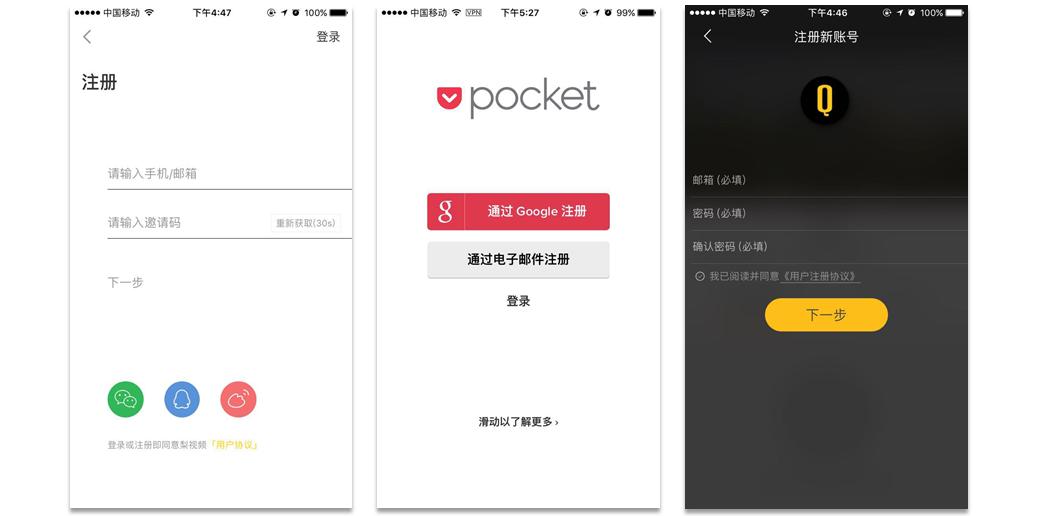 中国移动 下午4:47 100%
登录
注册
请输入手机/邮箱
请输入邀请码 重新获取(30s)
下一步
登录或注册即同意梨视频「用户协议」
中国移动 VPN 下午5:27 99%
pocket
g 通过 Google 注册
通过电子邮件注册
登录
滑动以了解更多 ›
中国移动 下午4:46 100%
注册新账号
Q
邮箱 (必填)
密码 (必填)
确认密码 (必填)
我已阅读并同意《用户注册协议》
下一步